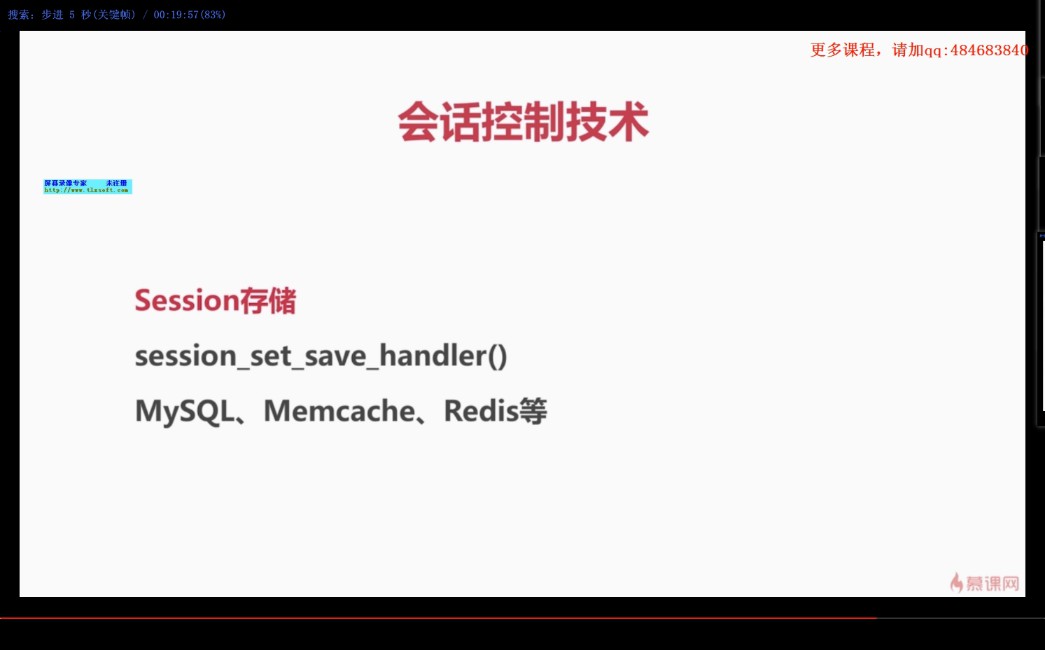 搜索: 步进 5 秒(关键帧) / 00:19:57(83%)
更多课程，请加qq:484683840
会话控制技术
屏幕录像专家 未注册
http://www.tlxsoft.com
Session存储
session_set_save_handler()
MySQL、Memcache、Redis等
慕课网